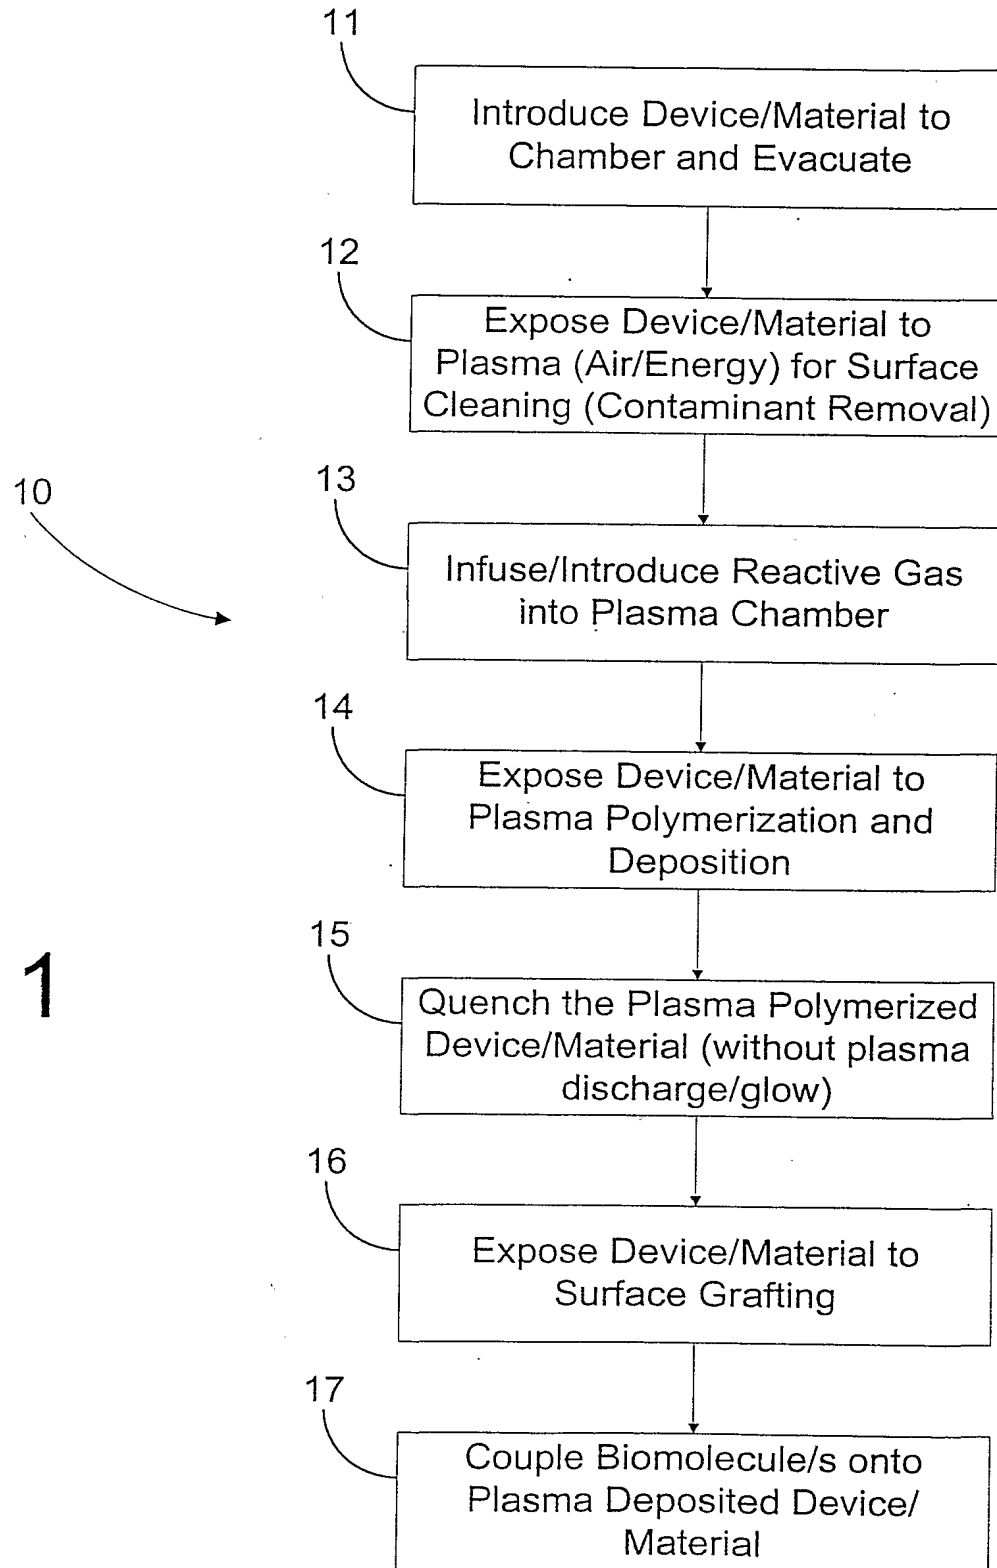 11
Introduce Device/Material to
Chamber and Evacuate
12
Expose Device/Material to
Plasma (Air/Energy) for Surface
Cleaning (Contaminant Removal)
10
13
Infuse/Introduce Reactive Gas
into Plasma Chamber
14
Expose Device/Material to
Plasma Polymerization and
Deposition
1
15
Quench the Plasma Polymerized
Device/Material (without plasma
discharge/glow)
16
Expose Device/Material to
Surface Grafting
17
Couple Biomolecule/s onto
Plasma Deposited Device/
Material